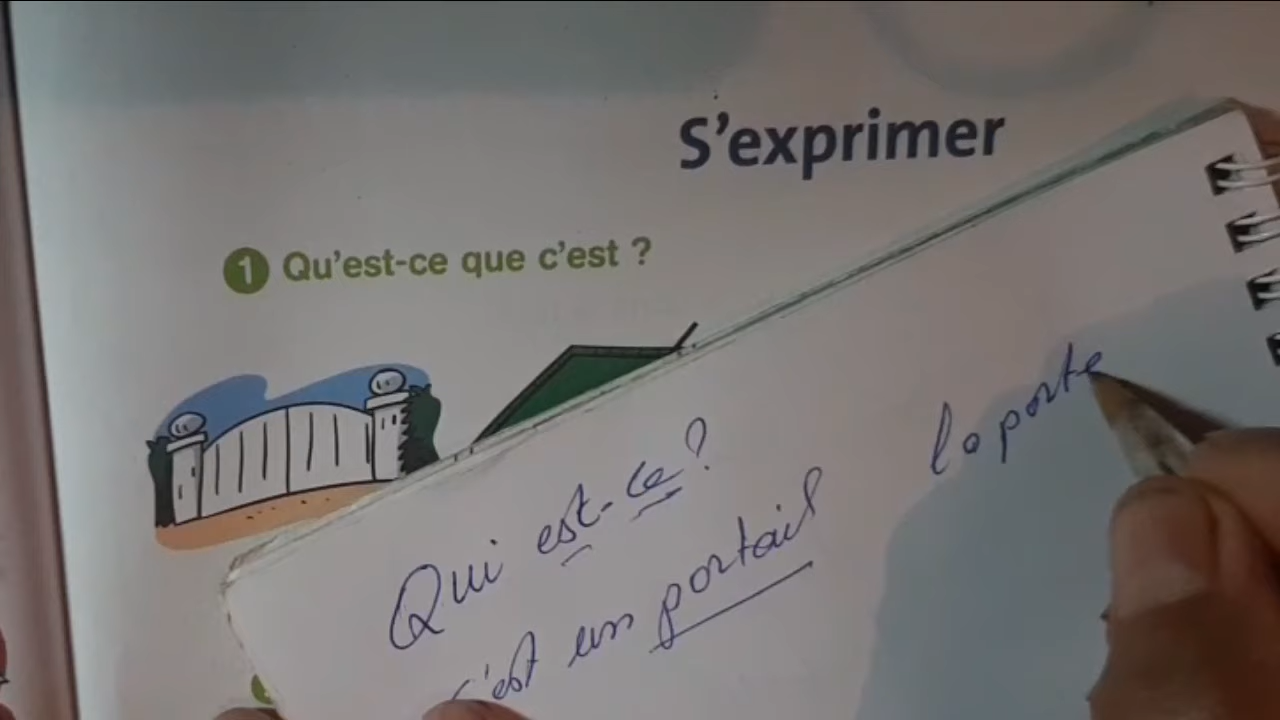 S'exprimer
1 Qu'est-ce que c'est ?
Qui est-ce?
la porte
c'est un portail